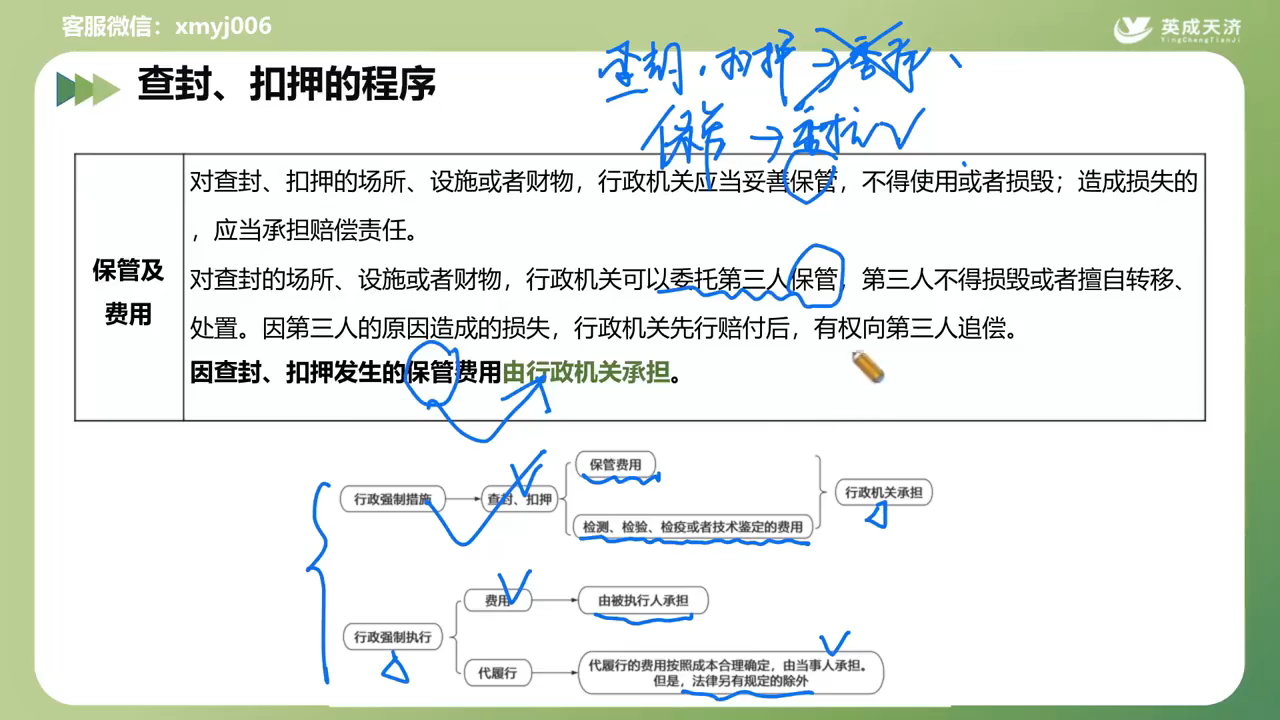 客服微信：xmyj006
英成天济
YingChengTianJi
查封、扣押的程序
查封、扣押→委托、
保管→委托✓
保管及
费用
对查封、扣押的场所、设施或者财物，行政机关应当妥善保管，不得使用或者损毁；造成损失的
，应当承担赔偿责任。
对查封的场所、设施或者财物，行政机关可以委托第三人保管，第三人不得损毁或者擅自转移、
处置。因第三人的原因造成的损失，行政机关先行赔付后，有权向第三人追偿。
因查封、扣押发生的保管费用由行政机关承担。
行政强制措施
查封、扣押
保管费用
检测、检验、检疫或者技术鉴定的费用
行政机关承担
行政强制执行
费用
由被执行人承担
代履行
代履行的费用按照成本合理确定，由当事人承担。
但是，法律另有规定的除外